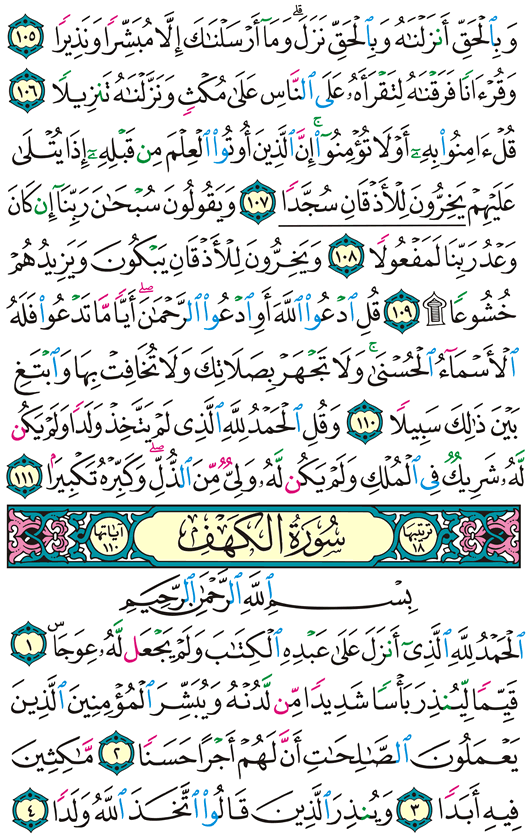 وَبِٱلْحَقِّ أَنزَلْنَٰهُ وَبِٱلْحَقِّ نَزَلَ ۗ وَمَآ أَرْسَلْنَٰكَ إِلَّا مُبَشِّرًا وَنَذِيرًا ١٠٥
وَقُرْءَانًا فَرَقْنَٰهُ لِتَقْرَأَهُۥ عَلَى ٱلنَّاسِ عَلَىٰ مُكْثٍ وَنَزَّلْنَٰهُ تَنزِيلًا ١٠٦
قُلْ ءَامِنُوا۟ بِهِۦٓ أَوْ لَا تُؤْمِنُوٓا۟ ۚ إِنَّ ٱلَّذِينَ أُوتُوا۟ ٱلْعِلْمَ مِن قَبْلِهِۦٓ إِذَا يُتْلَىٰ
عَلَيْهِمْ يَخِرُّونَ لِلْأَذْقَانِ سُجَّدًا ١٠٧ وَيَقُولُونَ سُبْحَٰنَ رَبِّنَآ إِن كَانَ
وَعْدُ رَبِّنَا لَمَفْعُولًا ١٠٨ وَيَخِرُّونَ لِلْأَذْقَانِ يَبْكُونَ وَيَزِيدُهُمْ
خُشُوعًا ۩ ١٠٩ قُلِ ٱدْعُوا۟ ٱللَّهَ أَوِ ٱدْعُوا۟ ٱلرَّحْمَٰنَ ۖ أَيًّا مَّا تَدْعُوا۟ فَلَهُ
ٱلْأَسْمَآءُ ٱلْحُسْنَىٰ ۚ وَلَا تَجْهَرْ بِصَلَاتِكَ وَلَا تُخَافِتْ بِهَا وَٱبْتَغِ
بَيْنَ ذَٰلِكَ سَبِيلًا ١١٠ وَقُلِ ٱلْحَمْدُ لِلَّهِ ٱلَّذِى لَمْ يَتَّخِذْ وَلَدًا وَلَمْ يَكُن
لَّهُۥ شَرِيكٌ فِى ٱلْمُلْكِ وَلَمْ يَكُن لَّهُۥ وَلِىٌّ مِّنَ ٱلذُّلِّ ۖ وَكَبِّرْهُ تَكْبِيرًۢا ١١١
ترتيبها ١٨ سُورَةُ الكَهْفِ آياتها ١١٠
بِسْمِ ٱللَّهِ ٱلرَّحْمَٰنِ ٱلرَّحِيمِ
ٱلْحَمْدُ لِلَّهِ ٱلَّذِىٓ أَنزَلَ عَلَىٰ عَبْدِهِ ٱلْكِتَٰبَ وَلَمْ يَجْعَل لَّهُۥ عِوَجَا ۜ ١
قَيِّمًا لِّيُنذِرَ بَأْسًا شَدِيدًا مِّن لَّدُنْهُ وَيُبَشِّرَ ٱلْمُؤْمِنِينَ ٱلَّذِينَ
يَعْمَلُونَ ٱلصَّٰلِحَٰتِ أَنَّ لَهُمْ أَجْرًا حَسَنًا ٢ مَّٰكِثِينَ
فِيهِ أَبَدًا ٣ وَيُنذِرَ ٱلَّذِينَ قَالُوا۟ ٱتَّخَذَ ٱللَّهُ وَلَدًا ٤